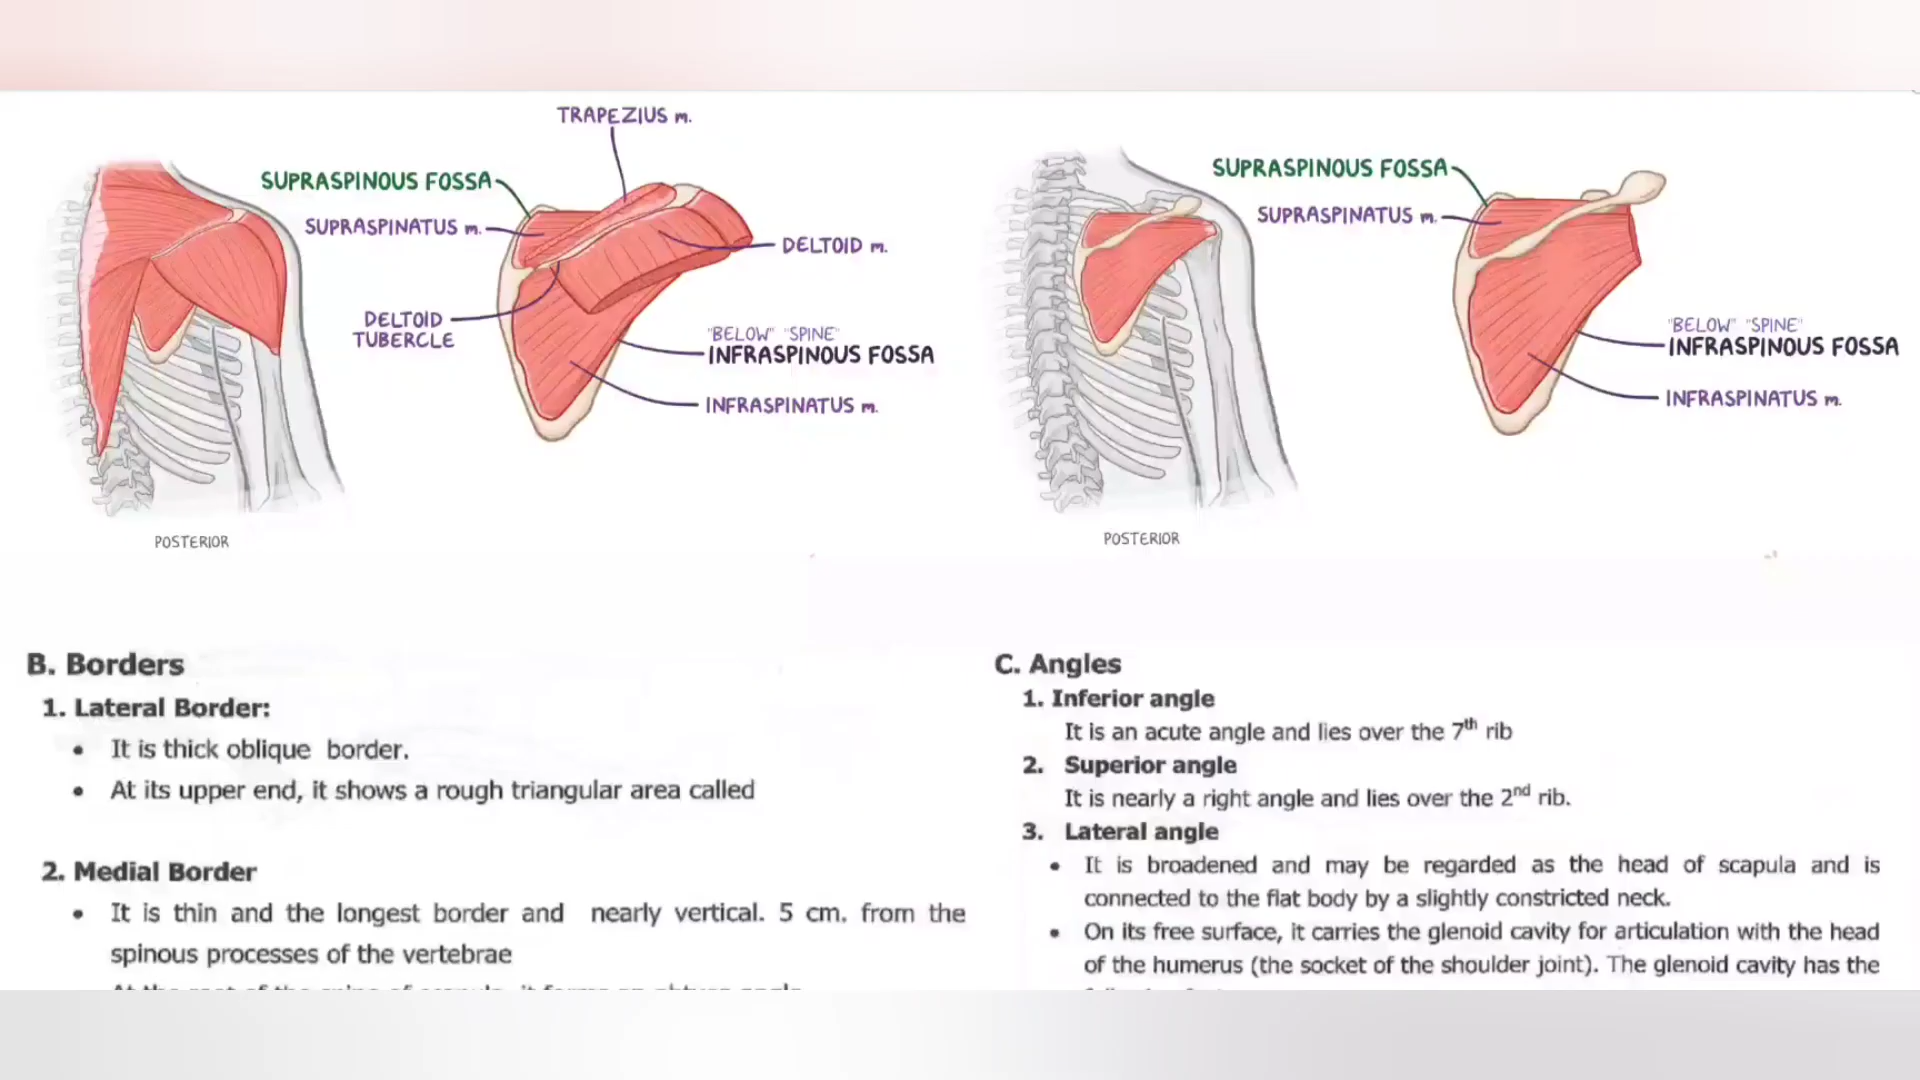 TRAPEZIUS m.
SUPRASPINOUS FOSSA
SUPRASPINATUS m.
DELTOID m.
DELTOID
TUBERCLE
"BELOW" "SPINE"
INFRASPINOUS FOSSA
INFRASPINATUS m.
POSTERIOR
SUPRASPINOUS FOSSA
SUPRASPINATUS m.
"BELOW" "SPINE"
INFRASPINOUS FOSSA
INFRASPINATUS m.
POSTERIOR
B. Borders
1. Lateral Border:
• It is thick oblique border.
• At its upper end, it shows a rough triangular area called
2. Medial Border
• It is thin and the longest border and nearly vertical. 5 cm. from the
spinous processes of the vertebrae
C. Angles
1. Inferior angle
It is an acute angle and lies over the 7th rib
2. Superior angle
It is nearly a right angle and lies over the 2nd rib.
3. Lateral angle
• It is broadened and may be regarded as the head of scapula and is
connected to the flat body by a slightly constricted neck.
• On its free surface, it carries the glenoid cavity for articulation with the head
of the humerus (the socket of the shoulder joint). The glenoid cavity has the